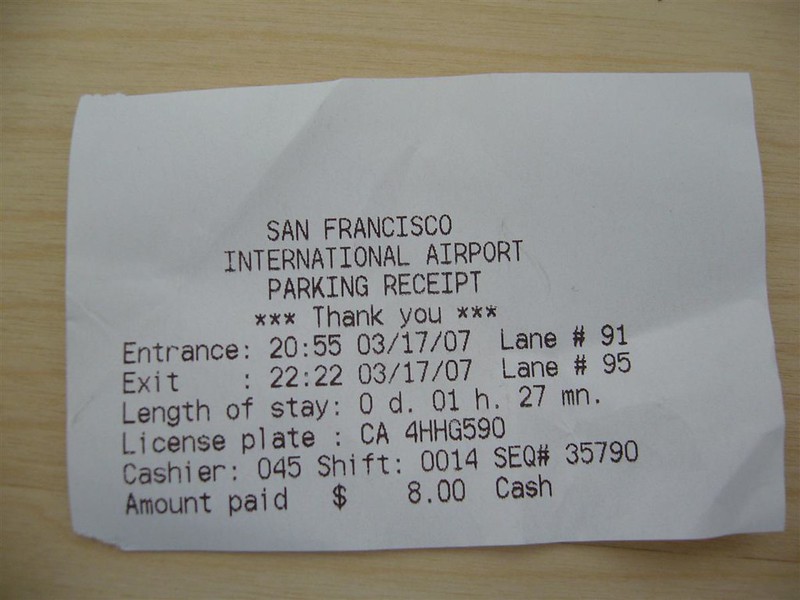 SAN FRANCISCO
INTERNATIONAL AIRPORT
PARKING RECEIPT
*** Thank you ***
Entrance: 20:55 03/17/07 Lane # 91
Exit : 22:22 03/17/07 Lane # 95
Length of stay: 0 d. 01 h. 27 mn.
License plate : CA 4HHG590
Cashier: 045 Shift: 0014 SEQ# 35790
Amount paid $ 8.00 Cash